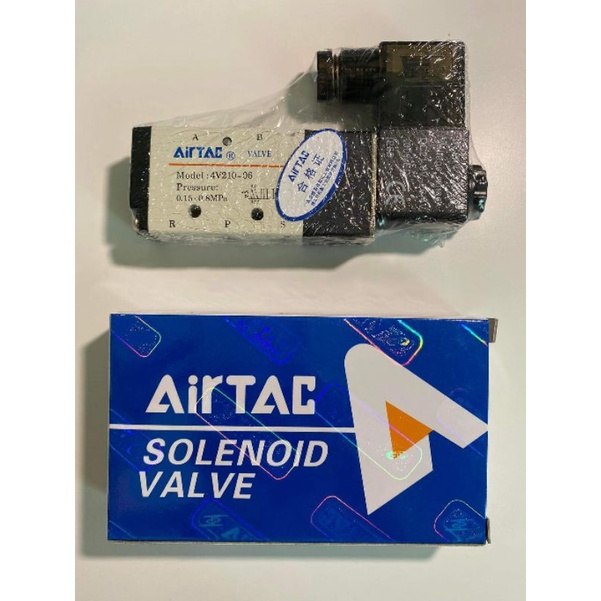 A B
AirTAC ® VALVE
Model :4V210-06
Pressure:
0.15~0.8MPa
R P S
AirTAC
合格证
AirTAC
SOLENOID
VALVE